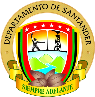 DEPARTAMENTO DE SANTANDER
SIEMPRE ADELANTE